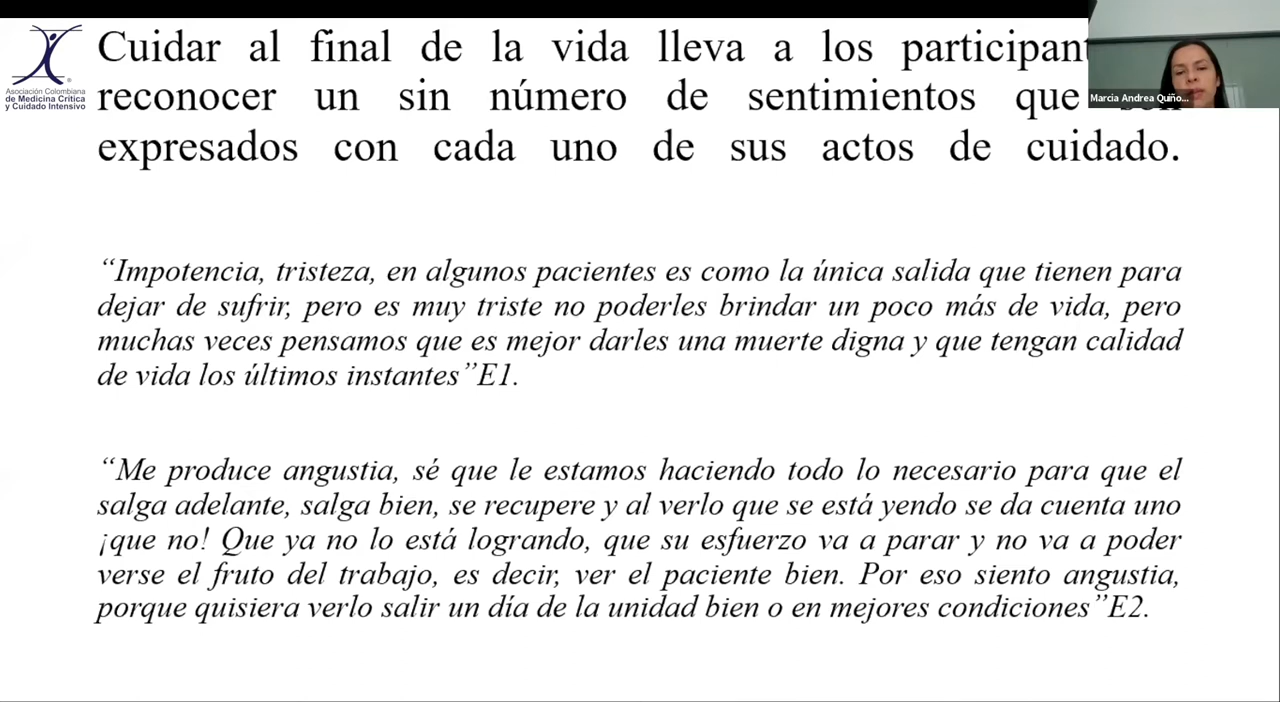 Asociación Colombiana
de Medicina Crítica
y Cuidado Intensivo
Cuidar al final de la vida lleva a los
reconocer un sin número de sentimientos que
expresados con cada uno de sus actos de cuidado.
Marcia Andrea Quiño...
“Impotencia, tristeza, en algunos pacientes es como la única salida que tienen para
dejar de sufrir, pero es muy triste no poderles brindar un poco más de vida, pero
muchas veces pensamos que es mejor darles una muerte digna y que tengan calidad
de vida los últimos instantes”E1.
“Me produce angustia, sé que le estamos haciendo todo lo necesario para que el
salga adelante, salga bien, se recupere y al verlo que se está yendo se da cuenta uno
¡que no! Que ya no lo está logrando, que su esfuerzo va a parar y no va a poder
verse el fruto del trabajo, es decir, ver el paciente bien. Por eso siento angustia,
porque quisiera verlo salir un día de la unidad bien o en mejores condiciones”E2.